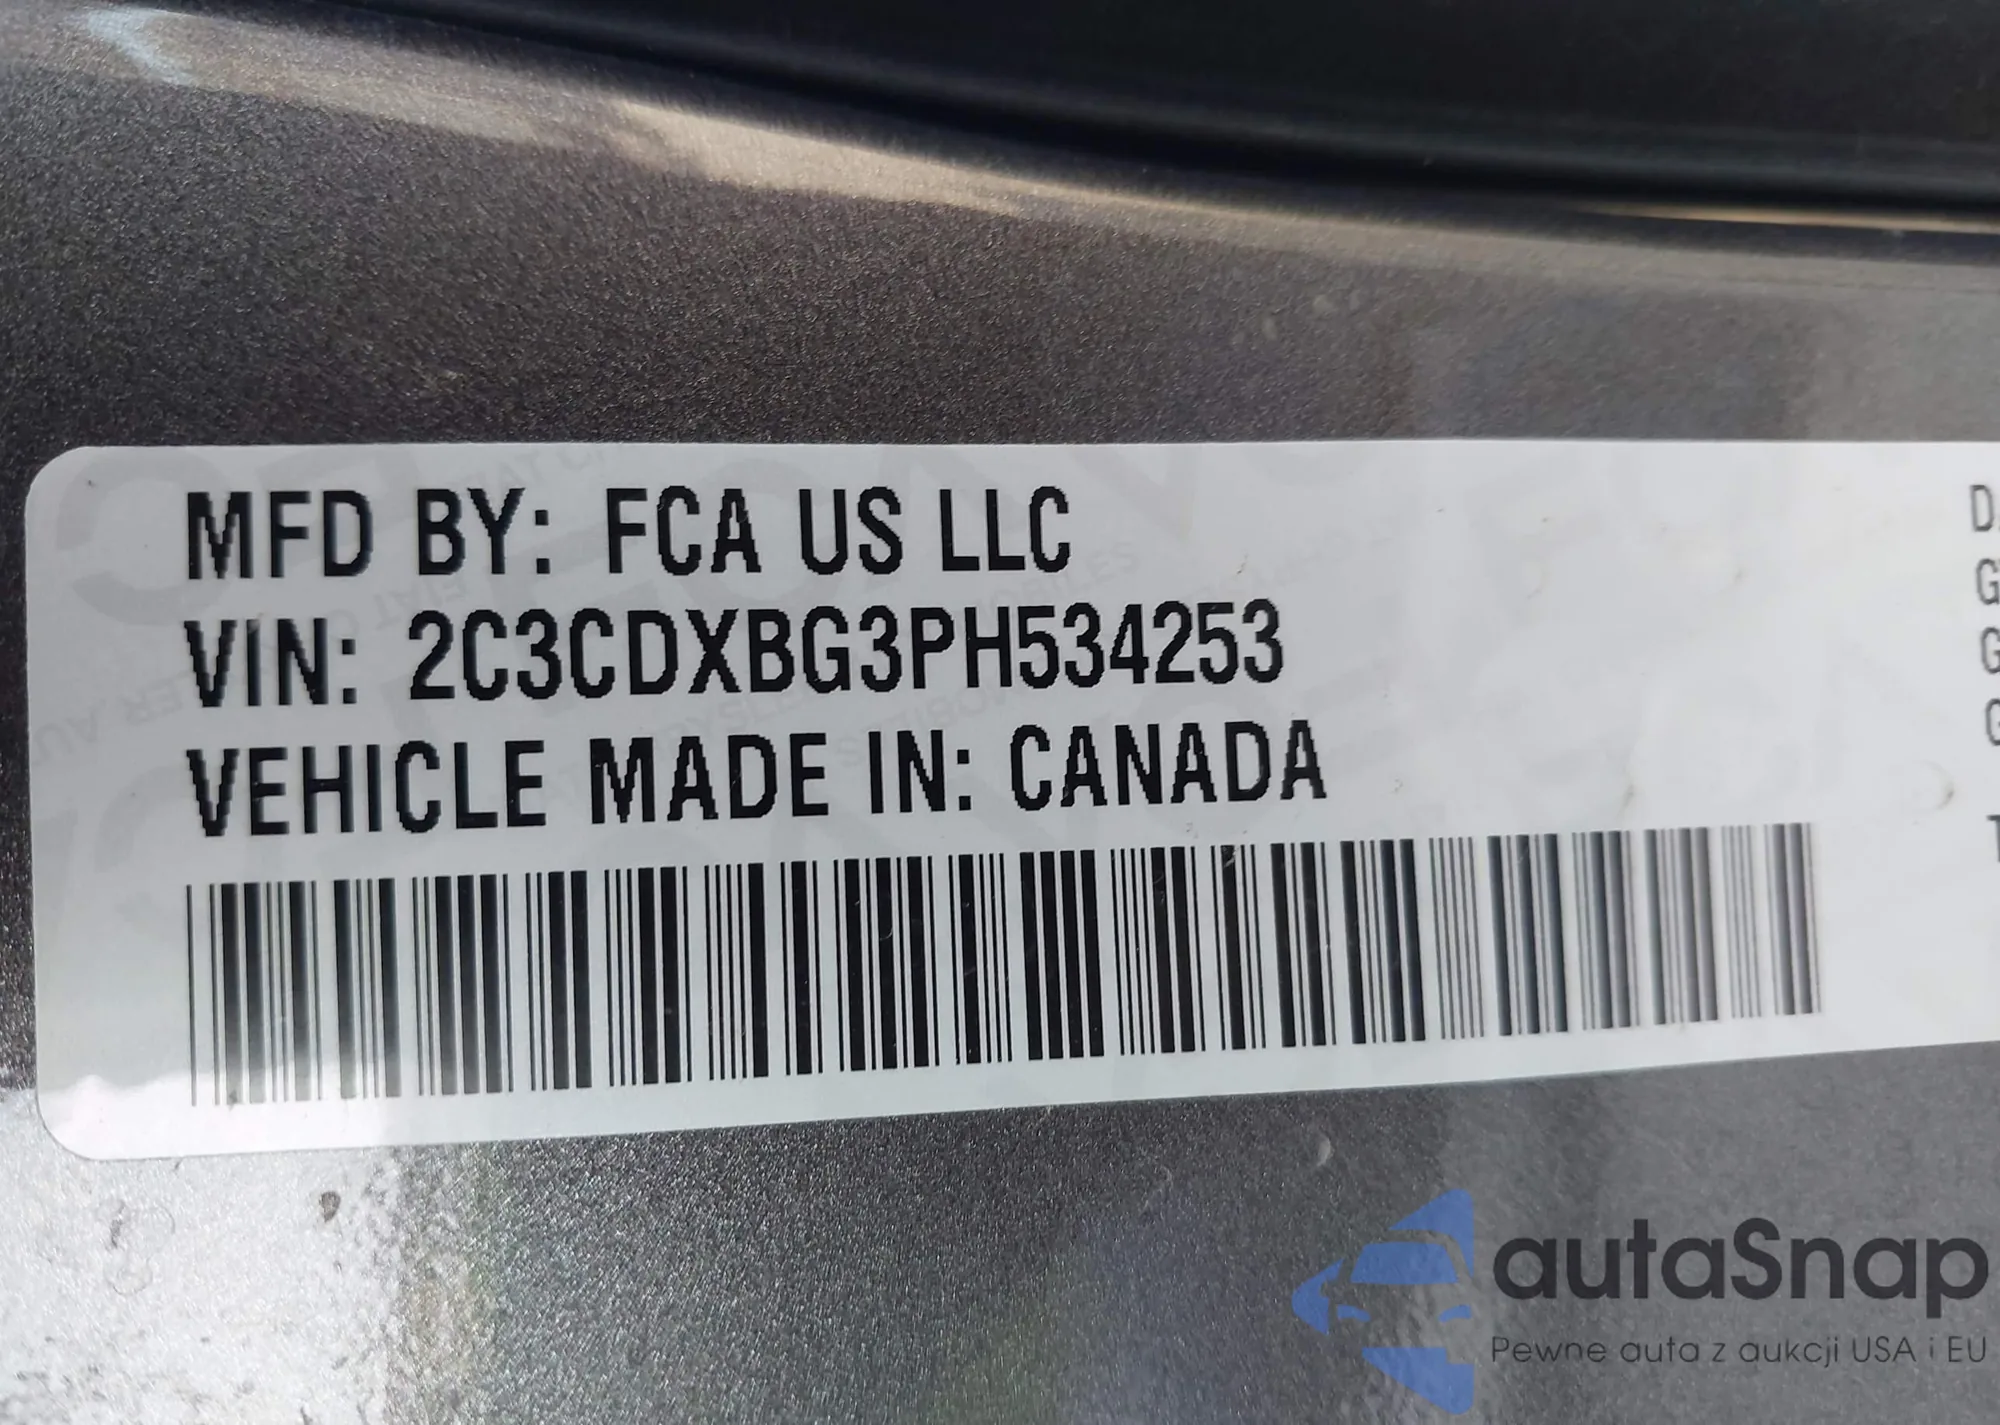 MFD BY: FCA US LLC
VIN: 2C3CDXBG3PH534253
VEHICLE MADE IN: CANADA
autaSnap
Pewne auta z aukcji USA i EU